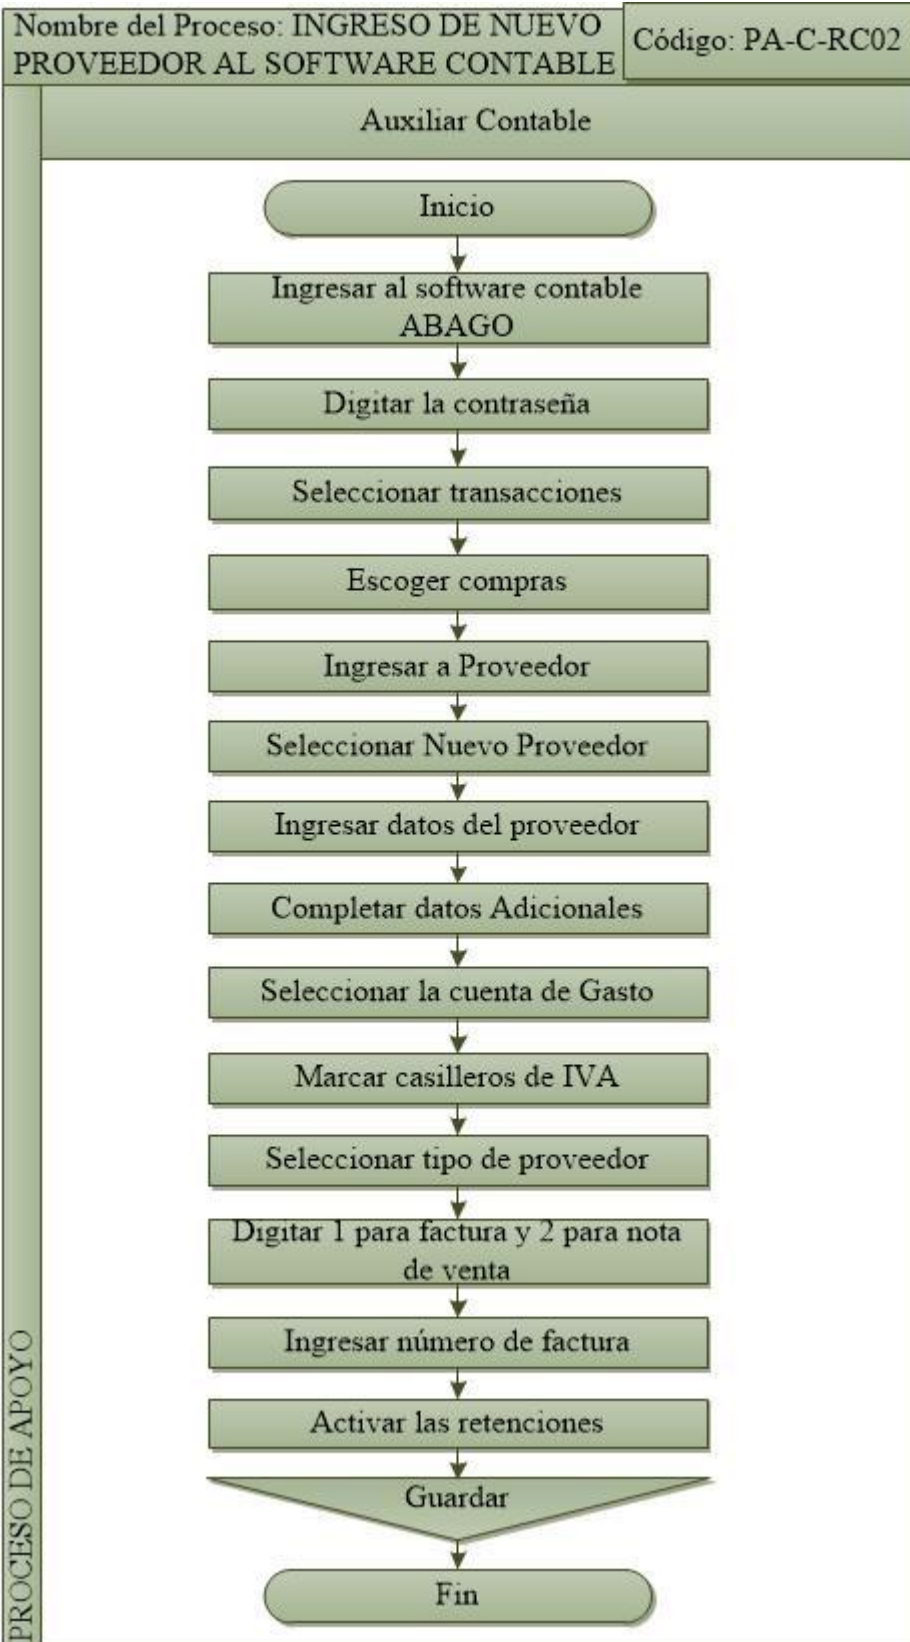 Nombre del Proceso: INGRESO DE NUEVO
PROVEEDOR AL SOFTWARE CONTABLE
Código: PA-C-RC02
Auxiliar Contable
Inicio
Ingresar al software contable
ABAGO
Digitar la contraseña
Seleccionar transacciones
Escoger compras
Ingresar a Proveedor
Seleccionar Nuevo Proveedor
Ingresar datos del proveedor
Completar datos Adicionales
Seleccionar la cuenta de Gasto
Marcar casilleros de IVA
Seleccionar tipo de proveedor
Digitar 1 para factura y 2 para nota
de venta
Ingresar número de factura
Activar las retenciones
Guardar
Fin
PROCESO DE APOYO